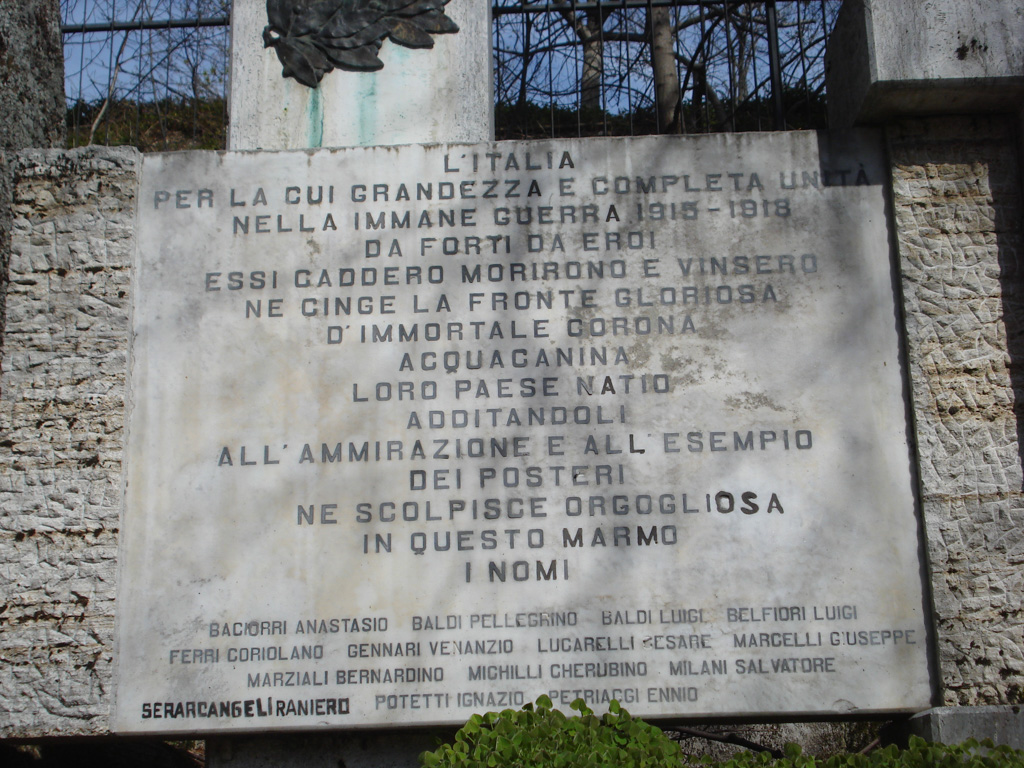 L'ITALIA
PER LA CUI GRANDEZZA E COMPLETA UNITÀ
NELLA IMMANE GUERRA 1915-1918
DA FORTI DA EROI
ESSI CADDERO MORIRONO E VINSERO
NE CINGE LA FRONTE GLORIOSA
D'IMMORTALE CORONA
ACQUACANINA
LORO PAESE NATIO
ADDITANDOLI
ALL'AMMIRAZIONE E ALL'ESEMPIO
DEI POSTERI
NE SCOLPISCE ORGOGLIOSA
IN QUESTO MARMO
I NOMI
BACIORRI ANASTASIO BALDI PELLEGRINO BALDI LUIGI BELFIORI LUIGI
FERRI CORIOLANO GENNARI VENANZIO LUCARELLI CESARE MARCELLI GIUSEPPE
MARZIALI BERNARDINO MICHILLI CHERUBINO MILANI SALVATORE
SERARCANGELI RANIERO POTETTI IGNAZIO PETRIACCI ENNIO